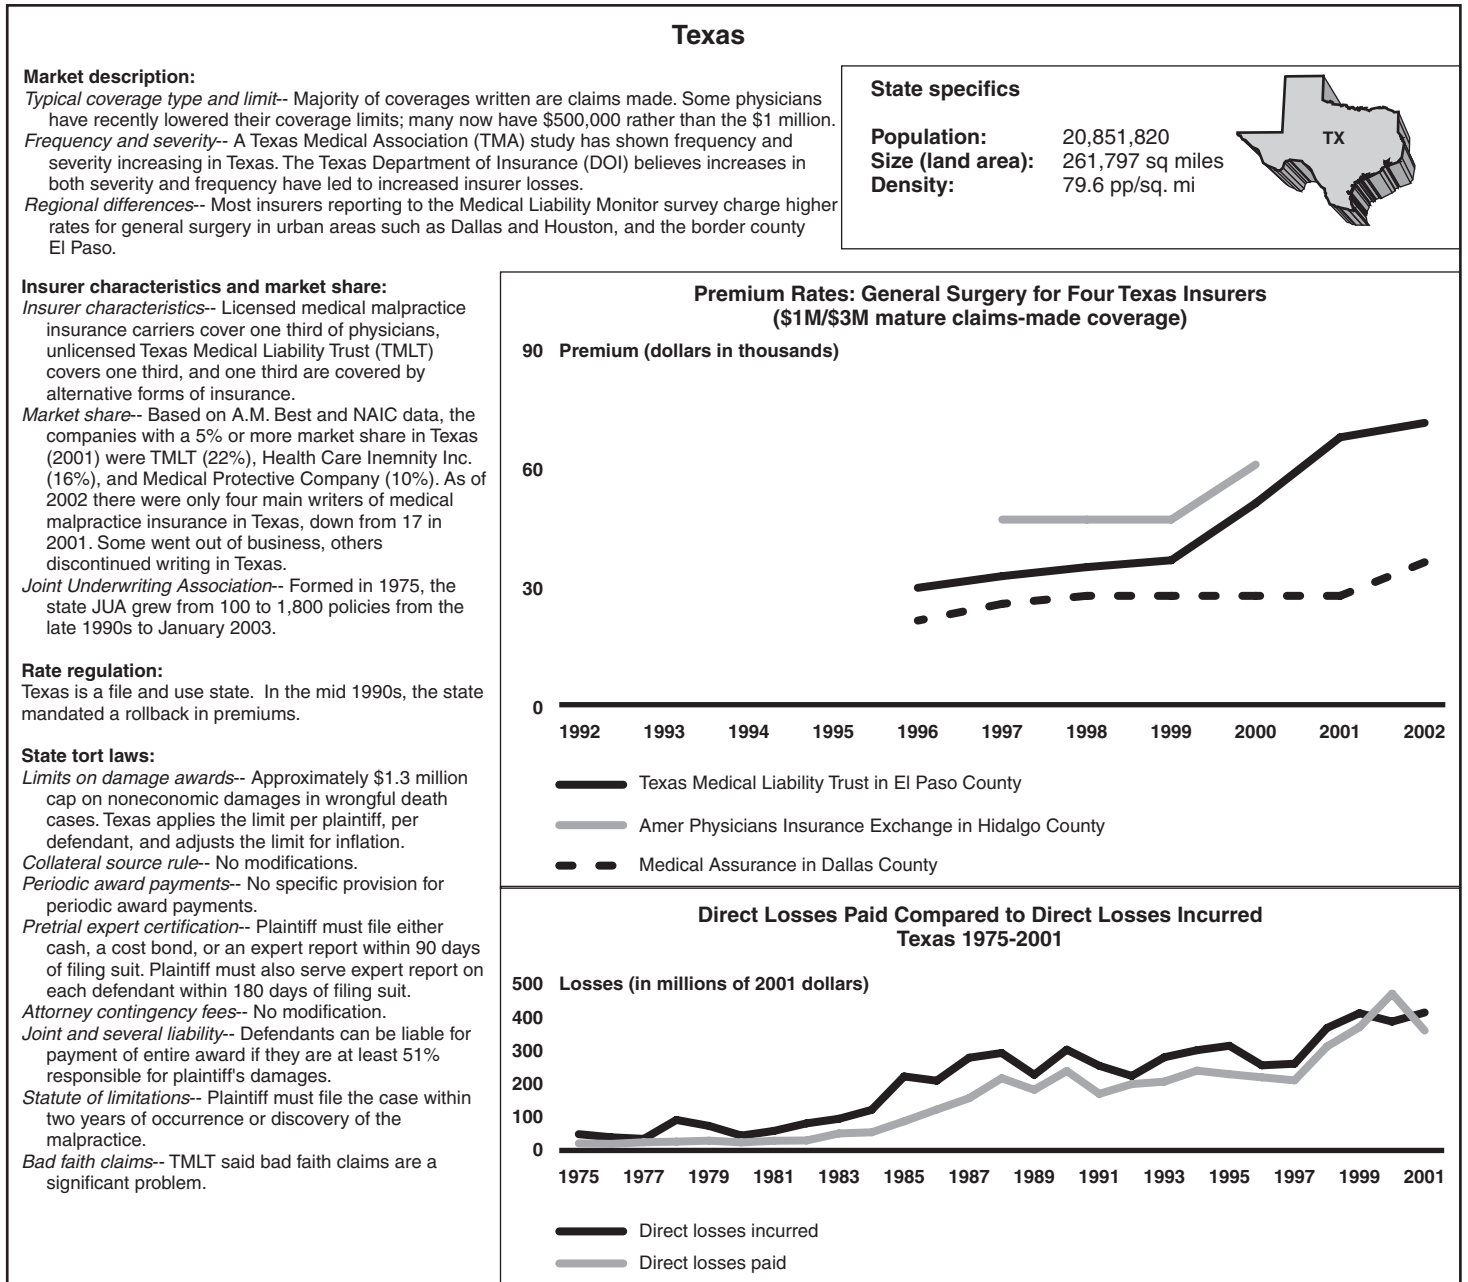 Texas
Market description:
Typical coverage type and limit-- Majority of coverages written are claims made. Some physicians
have recently lowered their coverage limits; many now have $500,000 rather than the $1 million.
Frequency and severity-- A Texas Medical Association (TMA) study has shown frequency and
severity increasing in Texas. The Texas Department of Insurance (DOI) believes increases in
both severity and frequency have led to increased insurer losses.
Regional differences-- Most insurers reporting to the Medical Liability Monitor survey charge higher
rates for general surgery in urban areas such as Dallas and Houston, and the border county
El Paso.
State specifics
Population: 20,851,820
Size (land area): 261,797 sq miles
Density: 79.6 pp/sq. mi
TX
Insurer characteristics and market share:
Insurer characteristics-- Licensed medical malpractice
insurance carriers cover one third of physicians,
unlicensed Texas Medical Liability Trust (TMLT)
covers one third, and one third are covered by
alternative forms of insurance.
Market share-- Based on A.M. Best and NAIC data, the
companies with a 5% or more market share in Texas
(2001) were TMLT (22%), Health Care Inemnity Inc.
(16%), and Medical Protective Company (10%). As of
2002 there were only four main writers of medical
malpractice insurance in Texas, down from 17 in
2001. Some went out of business, others
discontinued writing in Texas.
Joint Underwriting Association-- Formed in 1975, the
state JUA grew from 100 to 1,800 policies from the
late 1990s to January 2003.
Rate regulation:
Texas is a file and use state. In the mid 1990s, the state
mandated a rollback in premiums.
State tort laws:
Limits on damage awards-- Approximately $1.3 million
cap on noneconomic damages in wrongful death
cases. Texas applies the limit per plaintiff, per
defendant, and adjusts the limit for inflation.
Collateral source rule-- No modifications.
Periodic award payments-- No specific provision for
periodic award payments.
Pretrial expert certification-- Plaintiff must file either
cash, a cost bond, or an expert report within 90 days
of filing suit. Plaintiff must also serve expert report on
each defendant within 180 days of filing suit.
Attorney contingency fees-- No modification.
Joint and several liability-- Defendants can be liable for
payment of entire award if they are at least 51%
responsible for plaintiff's damages.
Statute of limitations-- Plaintiff must file the case within
two years of occurrence or discovery of the
malpractice.
Bad faith claims-- TMLT said bad faith claims are a
significant problem.
Premium Rates: General Surgery for Four Texas Insurers
($1M/$3M mature claims-made coverage)
90 Premium (dollars in thousands)
60
30
0
1992 1993 1994 1995 1996 1997 1998 1999 2000 2001 2002
Texas Medical Liability Trust in El Paso County
Amer Physicians Insurance Exchange in Hidalgo County
Medical Assurance in Dallas County
Direct Losses Paid Compared to Direct Losses Incurred
Texas 1975-2001
500 Losses (in millions of 2001 dollars)
400
300
200
100
0
1975 1977 1979 1981 1983 1985 1987 1989 1991 1993 1995 1997 1999 2001
Direct losses incurred
Direct losses paid